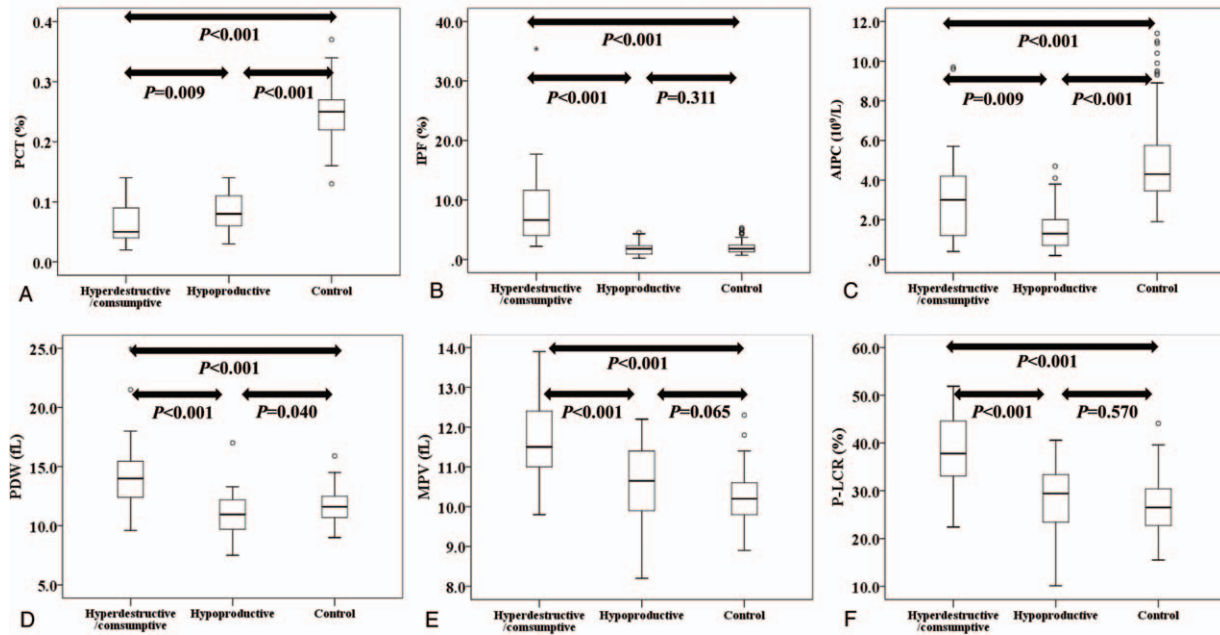 0.4
0.3
0.2
0.1
0.0
PCT (%)
P<0.001
P=0.009
P<0.001
Hyperdestructive
/comsumptive
Hypoproductive
Control
A
40.0
30.0
20.0
10.0
.0
IPF (%)
P<0.001
P<0.001
P=0.311
Hyperdestructive
/comsumptive
Hypoproductive
Control
B
12.0
10.0
8.0
6.0
4.0
2.0
.0
AIPC (10⁹/L)
P<0.001
P=0.009
P<0.001
Hyperdestructive
/comsumptive
Hypoproductive
Control
C
25.0
20.0
15.0
10.0
5.0
PDW (fL)
P<0.001
P<0.001
P=0.040
Hyperdestructive
/comsumptive
Hypoproductive
Control
D
14.0
13.0
12.0
11.0
10.0
9.0
8.0
MPV (fL)
P<0.001
P<0.001
P=0.065
Hyperdestructive
/comsumptive
Hypoproductive
Control
E
60.0
50.0
40.0
30.0
20.0
10.0
P-LCR (%)
P<0.001
P<0.001
P=0.570
Hyperdestructive
/comsumptive
Hypoproductive
Control
F